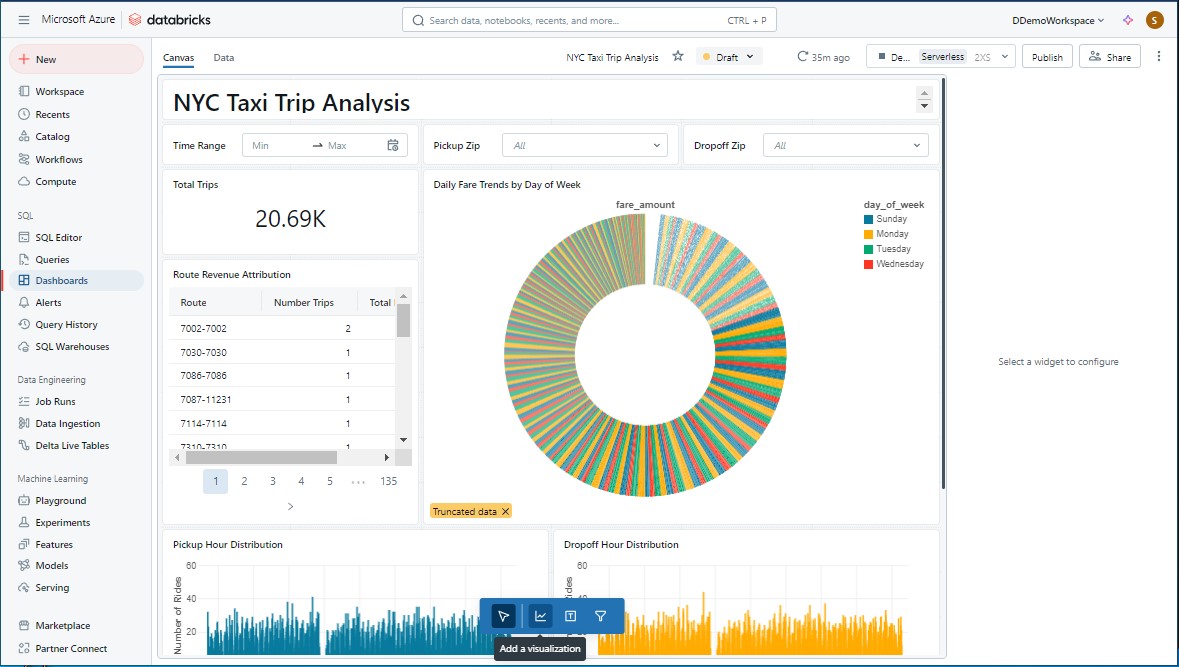 Microsoft Azure
databricks
Search data, notebooks, recents, and more...
CTRL + P
DDemoWorkspace
S
New
Workspace
Recents
Catalog
Workflows
Compute
SQL
SQL Editor
Queries
Dashboards
Alerts
Query History
SQL Warehouses
Data Engineering
Job Runs
Data Ingestion
Delta Live Tables
Machine Learning
Playground
Experiments
Features
Models
Serving
Marketplace
Partner Connect
Canvas
Data
NYC Taxi Trip Analysis
Draft
35m ago
De...
Serverless
2XS
Publish
Share
NYC Taxi Trip Analysis
Time Range
Min
Max
Pickup Zip
All
Dropoff Zip
All
Total Trips
20.69K
Route Revenue Attribution
Route Number Trips Total
7002-7002 2
7030-7030 1
7086-7086 1
7087-11231 1
7114-7114 1
7310-7310 1
1 2 3 4 5 ... 135
Daily Fare Trends by Day of Week
fare_amount
day_of_week
Sunday
Monday
Tuesday
Wednesday
Truncated data
Pickup Hour Distribution
60
40
20
Number of Rides
Dropoff Hour Distribution
60
40
20
Rides
Add a visualization
Select a widget to configure